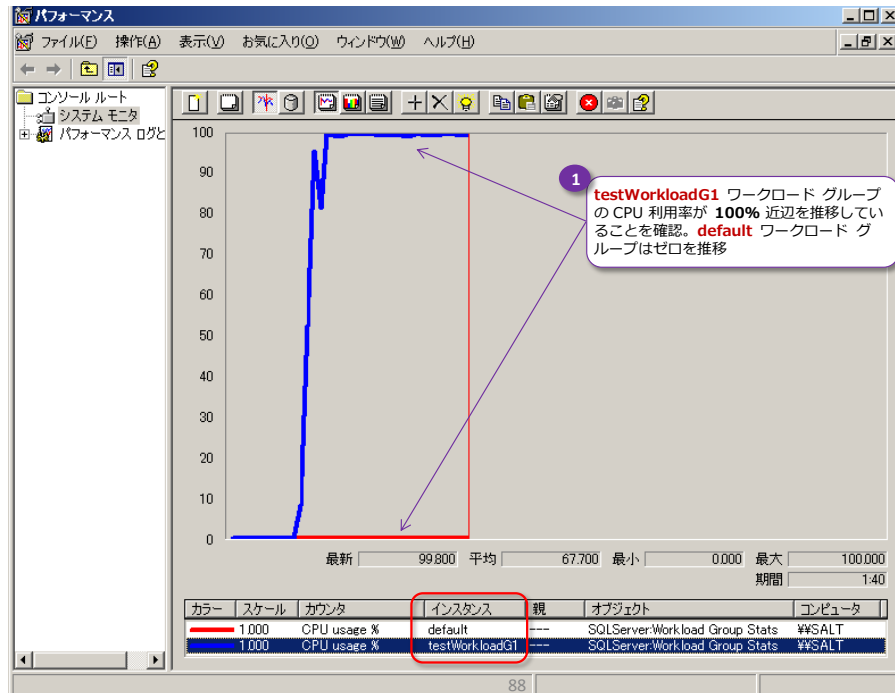 パフォーマンス
ファイル(F) 操作(A) 表示(V) お気に入り(O) ウィンドウ(W) ヘルプ(H)
コンソール ルート
システム モニタ
パフォーマンス ログと
100
90
80
70
60
50
40
30
20
10
0
1
testWorkloadG1 ワークロード グループ
の CPU 利用率が 100% 近辺を推移してい
ることを確認。default ワークロード グ
ループはゼロを推移
最新 99.800 平均 67.700 最小 0.000 最大 100.000
期間 1:40
カラー スケール カウンタ インスタンス 親 オブジェクト コンピュータ
1.000 CPU usage % default --- SQLServer:Workload Group Stats ¥¥SALT
1.000 CPU usage % testWorkloadG1 --- SQLServer:Workload Group Stats ¥¥SALT
88